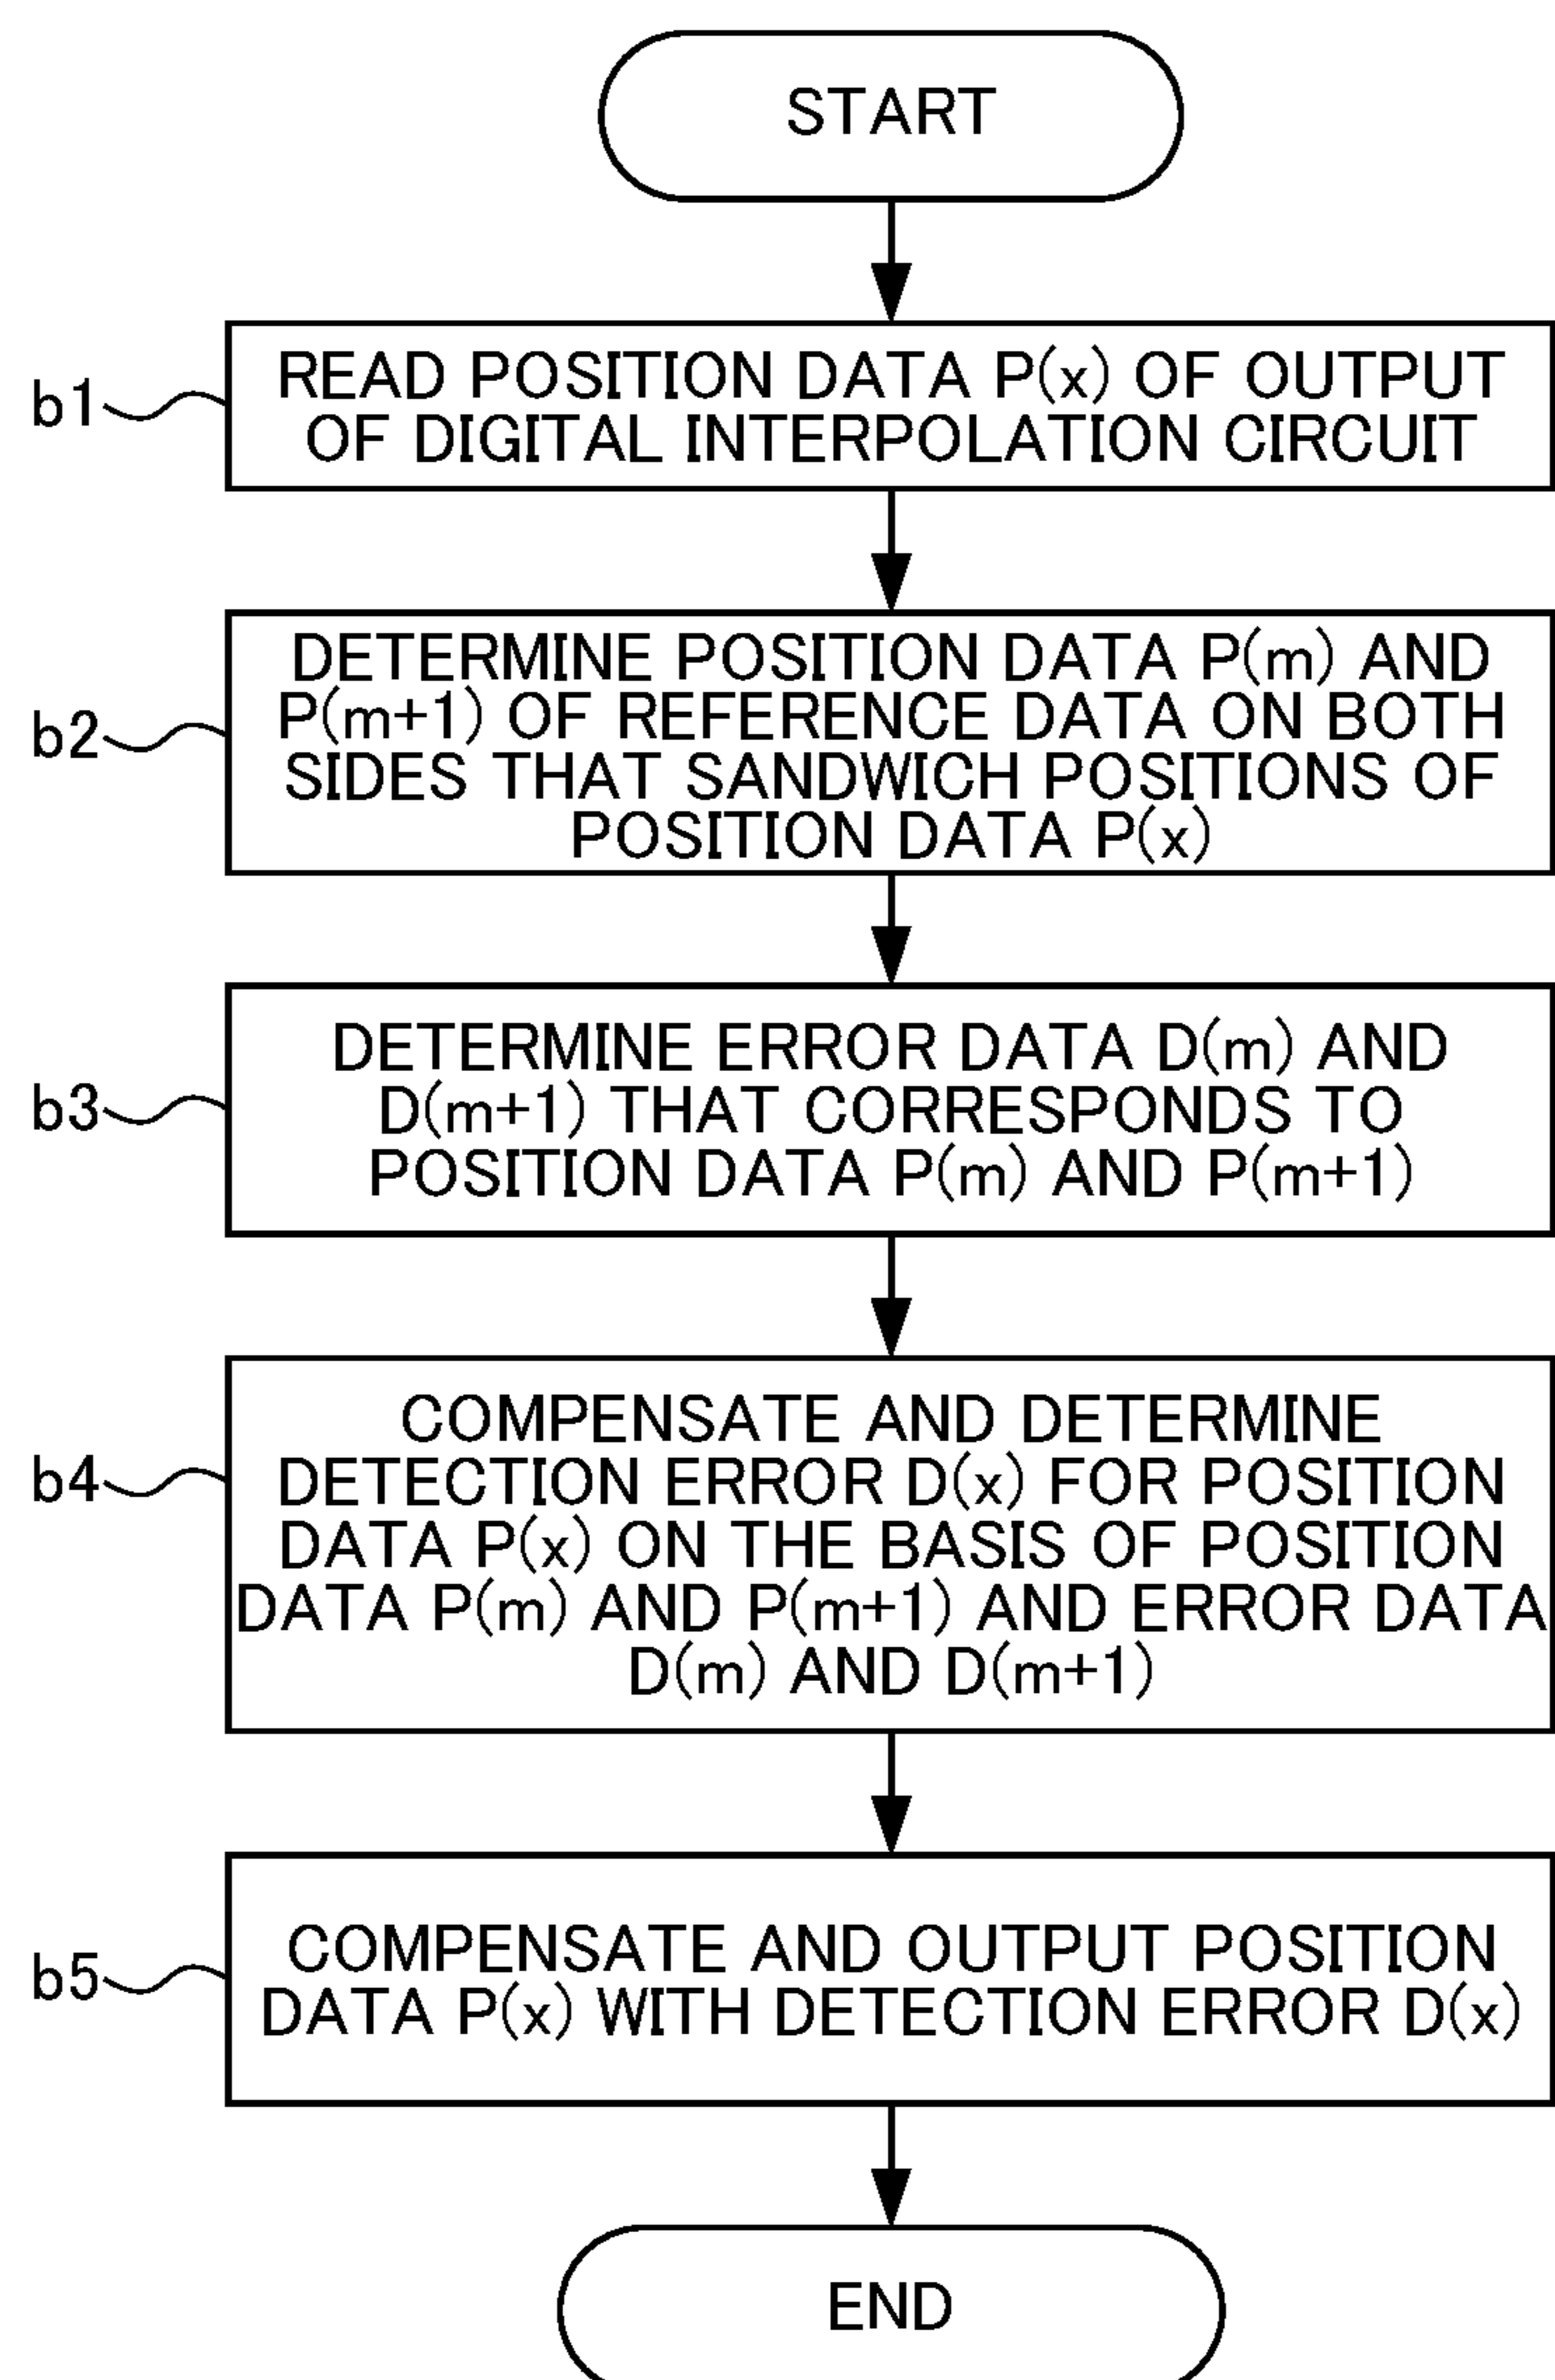 START
b1
READ POSITION DATA P(x) OF OUTPUT
OF DIGITAL INTERPOLATION CIRCUIT
b2
DETERMINE POSITION DATA P(m) AND
P(m+1) OF REFERENCE DATA ON BOTH
SIDES THAT SANDWICH POSITIONS OF
POSITION DATA P(x)
b3
DETERMINE ERROR DATA D(m) AND
D(m+1) THAT CORRESPONDS TO
POSITION DATA P(m) AND P(m+1)
b4
COMPENSATE AND DETERMINE
DETECTION ERROR D(x) FOR POSITION
DATA P(x) ON THE BASIS OF POSITION
DATA P(m) AND P(m+1) AND ERROR DATA
D(m) AND D(m+1)
b5
COMPENSATE AND OUTPUT POSITION
DATA P(x) WITH DETECTION ERROR D(x)
END